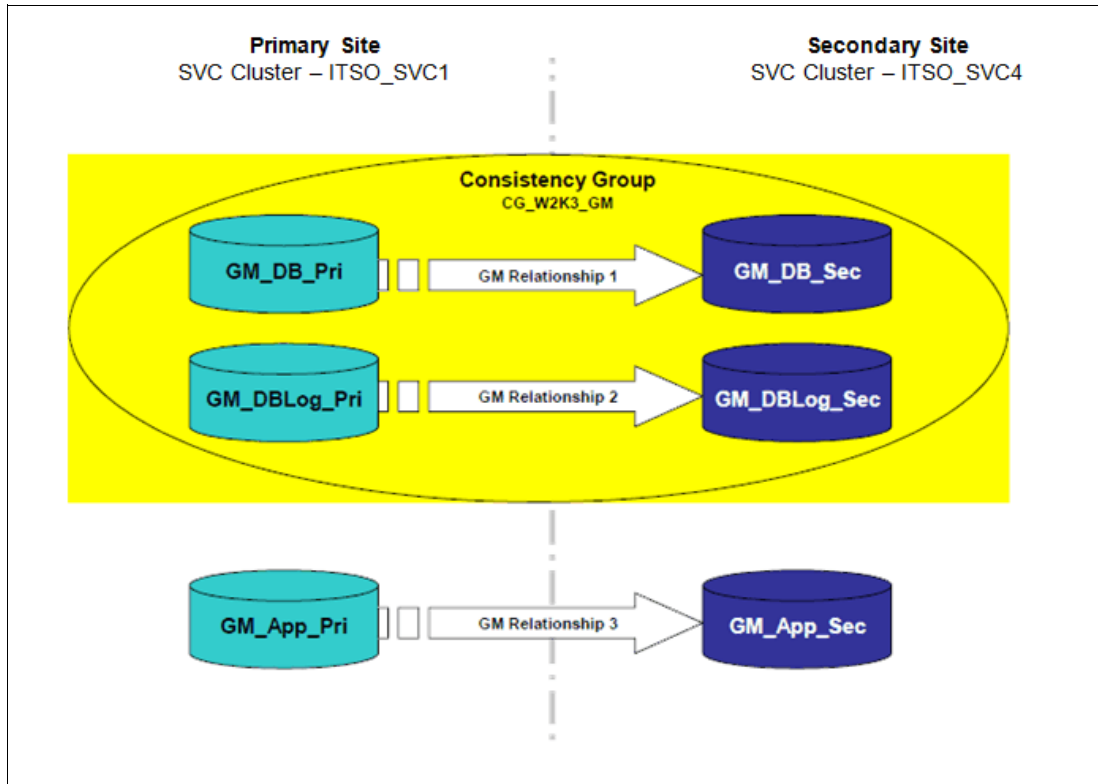 Primary Site
SVC Cluster – ITSO_SVC1
Secondary Site
SVC Cluster – ITSO_SVC4
Consistency Group
CG_W2K3_GM
GM_DB_Pri
GM Relationship 1
GM_DB_Sec
GM_DBLog_Pri
GM Relationship 2
GM_DBLog_Sec
GM_App_Pri
GM Relationship 3
GM_App_Sec